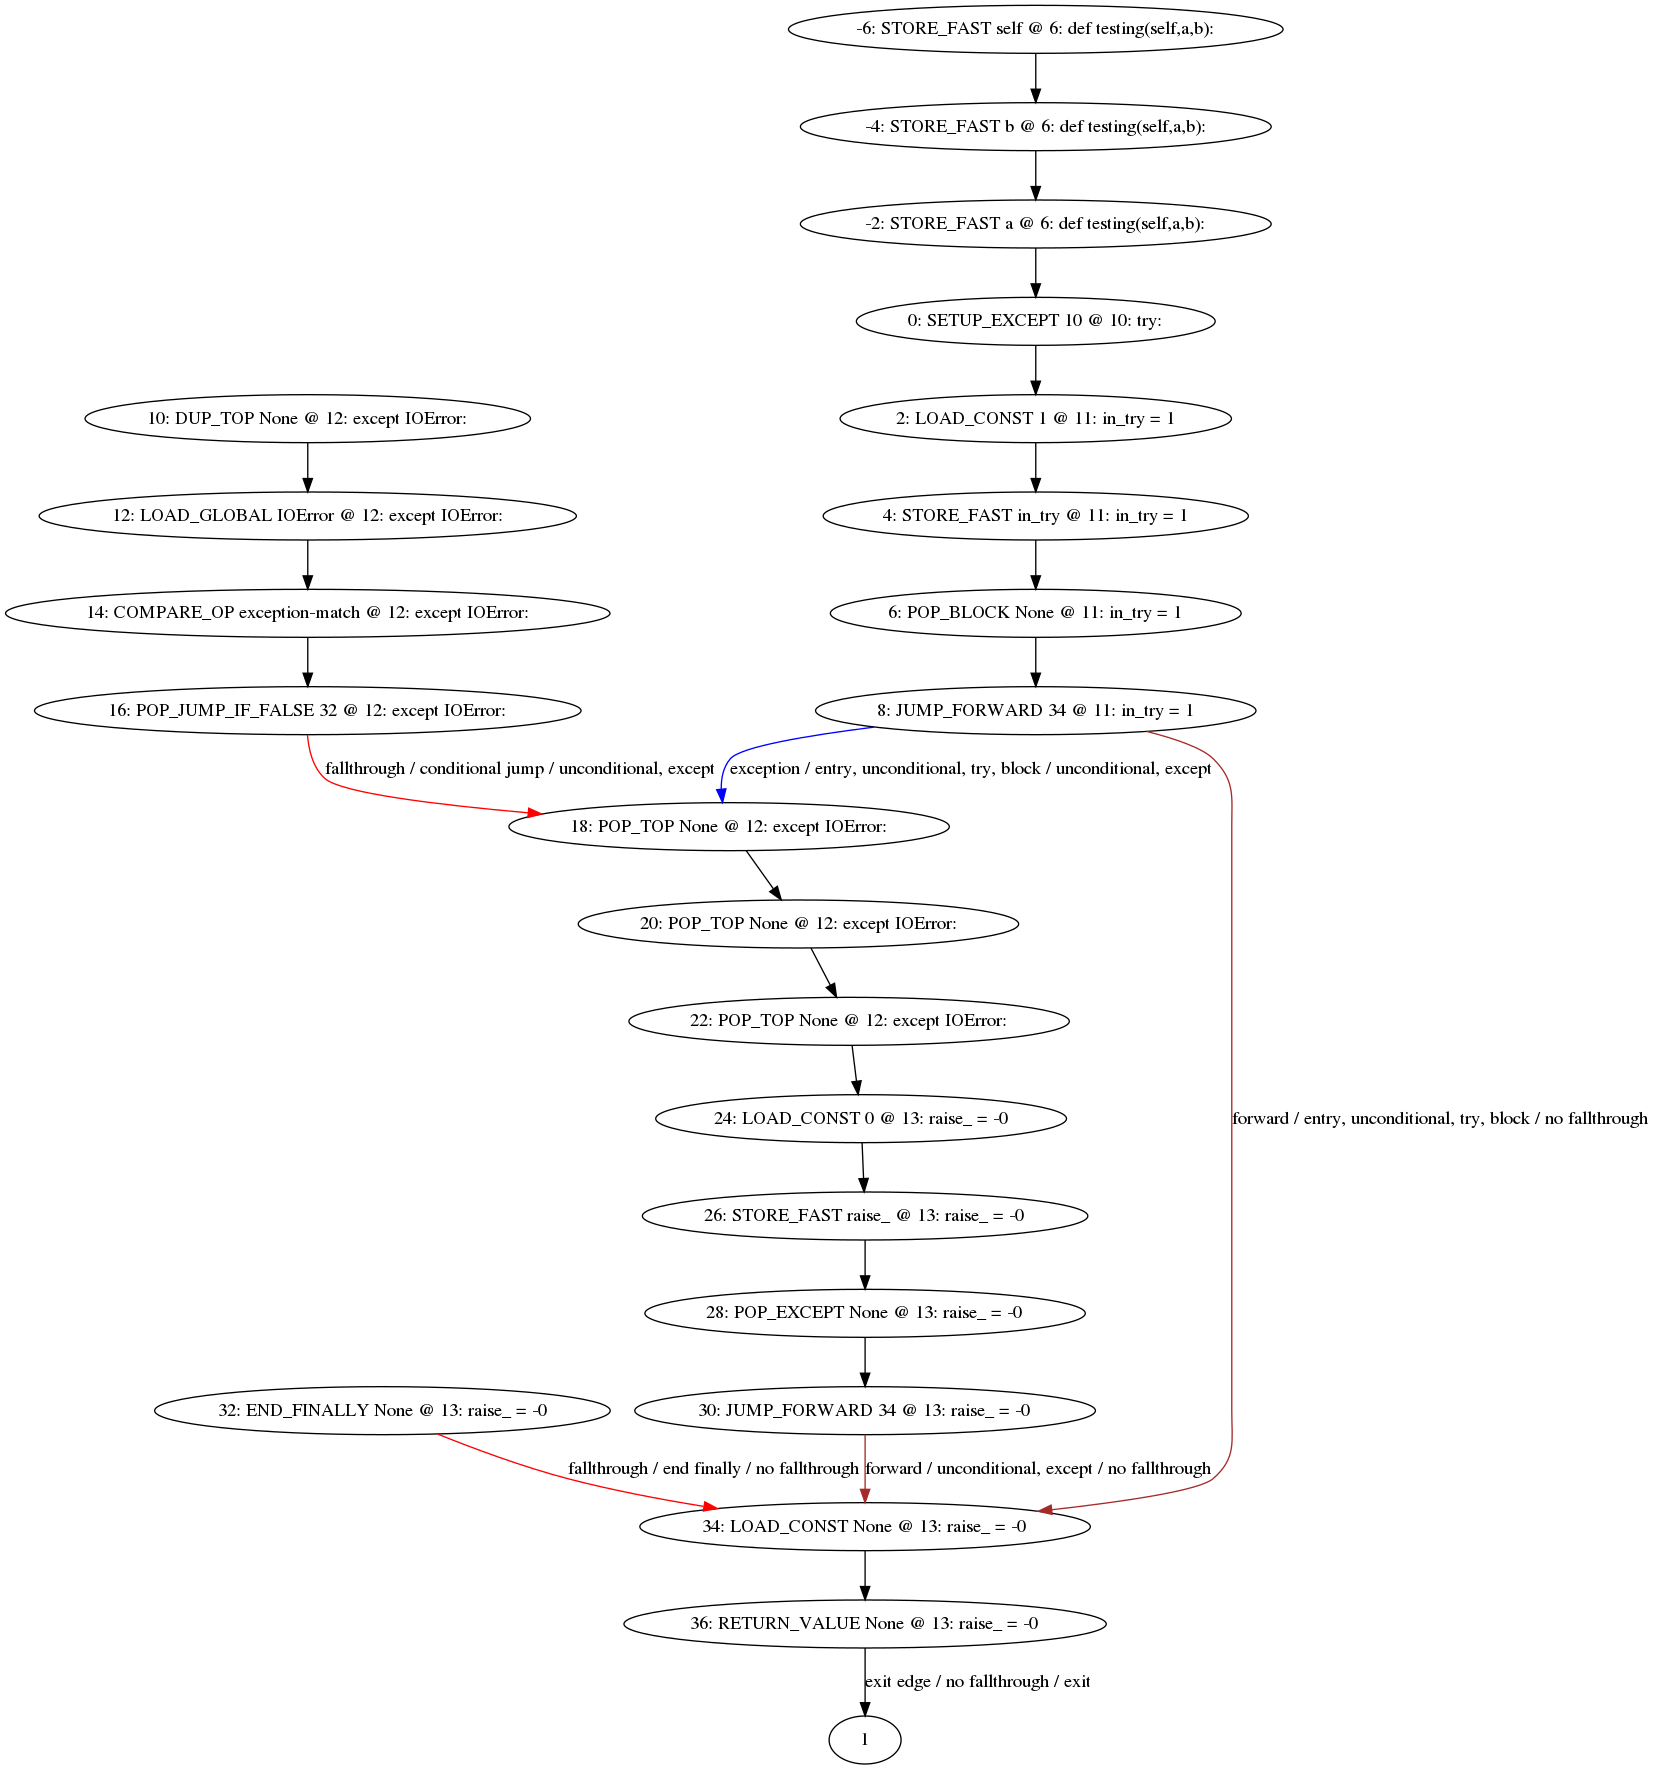 -6: STORE_FAST self @ 6: def testing(self,a,b):
-4: STORE_FAST b @ 6: def testing(self,a,b):
-2: STORE_FAST a @ 6: def testing(self,a,b):
0: SETUP_EXCEPT 10 @ 10: try:
10: DUP_TOP None @ 12: except IOError:
2: LOAD_CONST 1 @ 11: in_try = 1
12: LOAD_GLOBAL IOError @ 12: except IOError:
4: STORE_FAST in_try @ 11: in_try = 1
14: COMPARE_OP exception-match @ 12: except IOError:
6: POP_BLOCK None @ 11: in_try = 1
16: POP_JUMP_IF_FALSE 32 @ 12: except IOError:
8: JUMP_FORWARD 34 @ 11: in_try = 1
fallthrough / conditional jump / unconditional, except
exception / entry, unconditional, try, block / unconditional, except
18: POP_TOP None @ 12: except IOError:
20: POP_TOP None @ 12: except IOError:
22: POP_TOP None @ 12: except IOError:
24: LOAD_CONST 0 @ 13: raise_ = -0
forward / entry, unconditional, try, block / no fallthrough
26: STORE_FAST raise_ @ 13: raise_ = -0
28: POP_EXCEPT None @ 13: raise_ = -0
32: END_FINALLY None @ 13: raise_ = -0
30: JUMP_FORWARD 34 @ 13: raise_ = -0
fallthrough / end finally / no fallthrough
forward / unconditional, except / no fallthrough
34: LOAD_CONST None @ 13: raise_ = -0
36: RETURN_VALUE None @ 13: raise_ = -0
exit edge / no fallthrough / exit
1